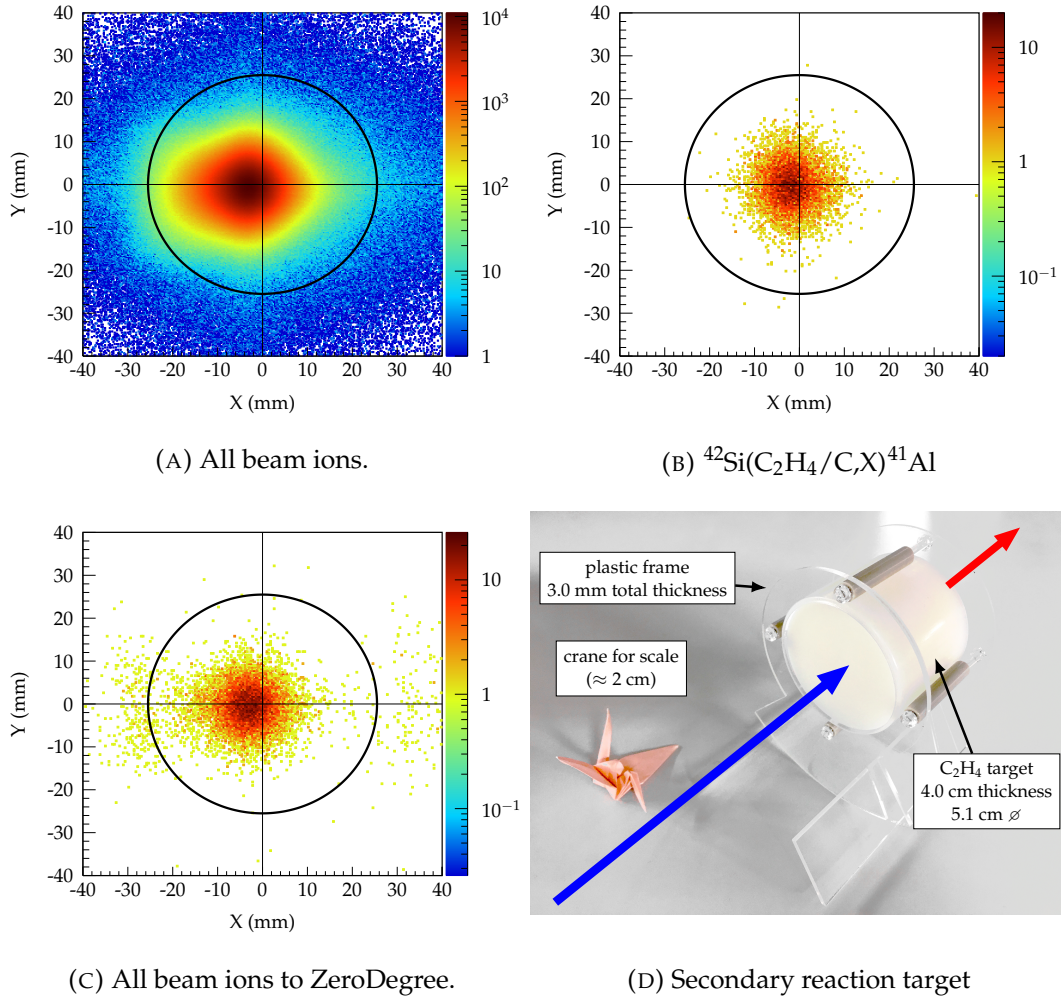 40
30
20
10
0
-10
-20
-30
-40
Y (mm)
-40 -30 -20 -10 0 10 20 30 40
X (mm)
10⁴
10³
10²
10
1
(A) All beam ions.
40
30
20
10
0
-10
-20
-30
-40
Y (mm)
-40 -30 -20 -10 0 10 20 30 40
X (mm)
10
1
10⁻¹
(B) ⁴²Si(C₂H₄/C,X)⁴¹Al
40
30
20
10
0
-10
-20
-30
-40
Y (mm)
-40 -30 -20 -10 0 10 20 30 40
X (mm)
10
1
10⁻¹
(C) All beam ions to ZeroDegree.
plastic frame
3.0 mm total thickness
crane for scale
(≈ 2 cm)
C₂H₄ target
4.0 cm thickness
5.1 cm ⌀
(D) Secondary reaction target